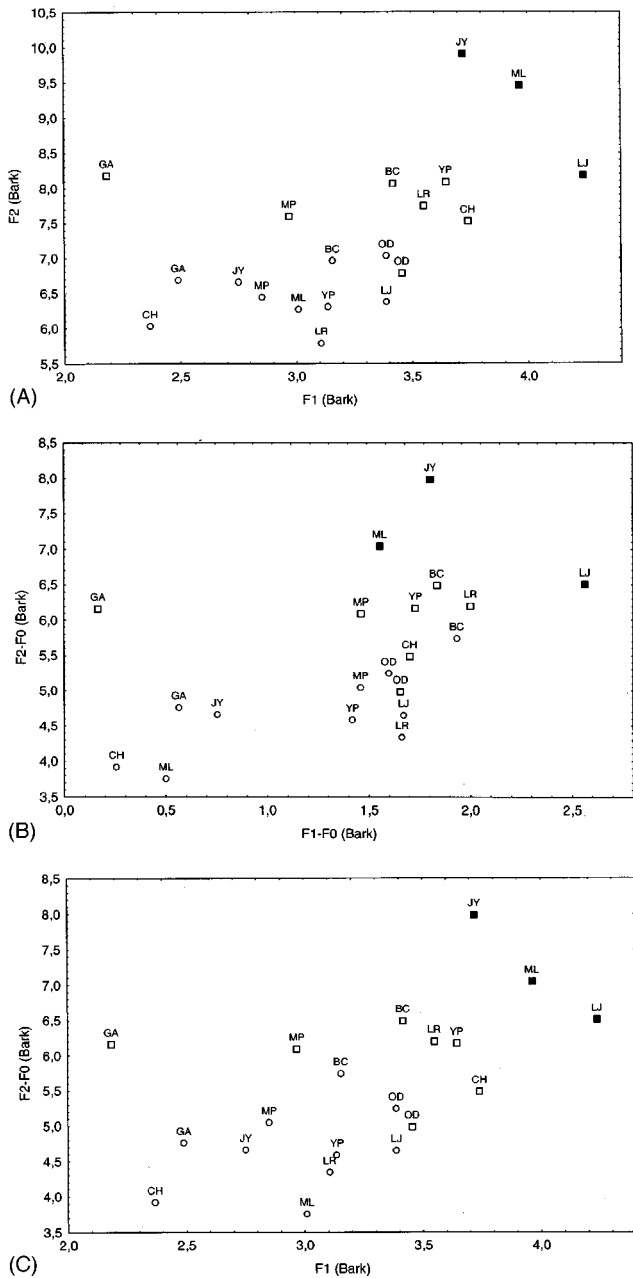 10,5
10,0
9,5
9,0
8,5
8,0
7,5
7,0
6,5
6,0
5,5
F2 (Bark)
JY
ML
GA
BC
YP
LJ
LR
CH
MP
BC
OD
OD
GA
JY
MP
ML
YP
LJ
CH
LR
2,0 2,5 3,0 3,5 4,0
F1 (Bark)
(A)
8,5
8,0
7,5
7,0
6,5
6,0
5,5
5,0
4,5
4,0
3,5
F2-F0 (Bark)
JY
ML
BC
LJ
GA
MP
YP
LR
BC
CH
OD
MP
OD
GA
JY
YP
LJ
LR
CH
ML
0,0 0,5 1,0 1,5 2,0 2,5
F1-F0 (Bark)
(B)
8,5
8,0
7,5
7,0
6,5
6,0
5,5
5,0
4,5
4,0
3,5
F2-F0 (Bark)
JY
ML
LJ
BC
GA
MP
LR
YP
BC
CH
OD
MP
OD
GA
JY
YP
LJ
LR
CH
ML
2,0 2,5 3,0 3,5 4,0
F1 (Bark)
(C)